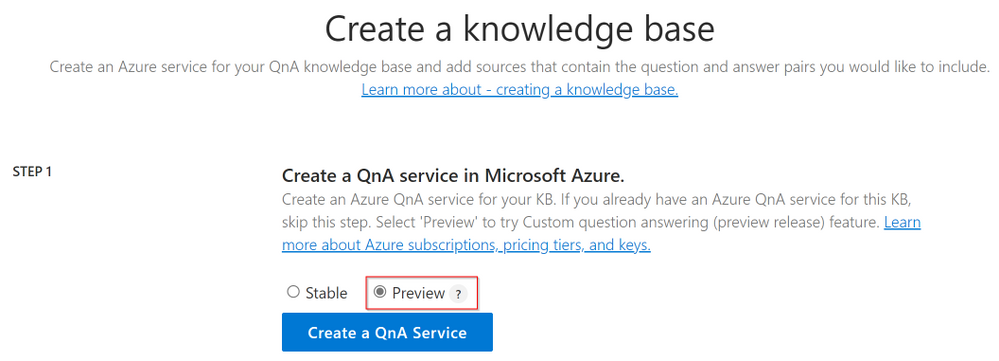 Create a knowledge base
Create an Azure service for your QnA knowledge base and add sources that contain the question and answer pairs you would like to include.
Learn more about - creating a knowledge base.
STEP 1
Create a QnA service in Microsoft Azure.
Create an Azure QnA service for your KB. If you already have an Azure QnA service for this KB,
skip this step. Select 'Preview' to try Custom question answering (preview release) feature. Learn
more about Azure subscriptions, pricing tiers, and keys.
Stable Preview ?
Create a QnA Service